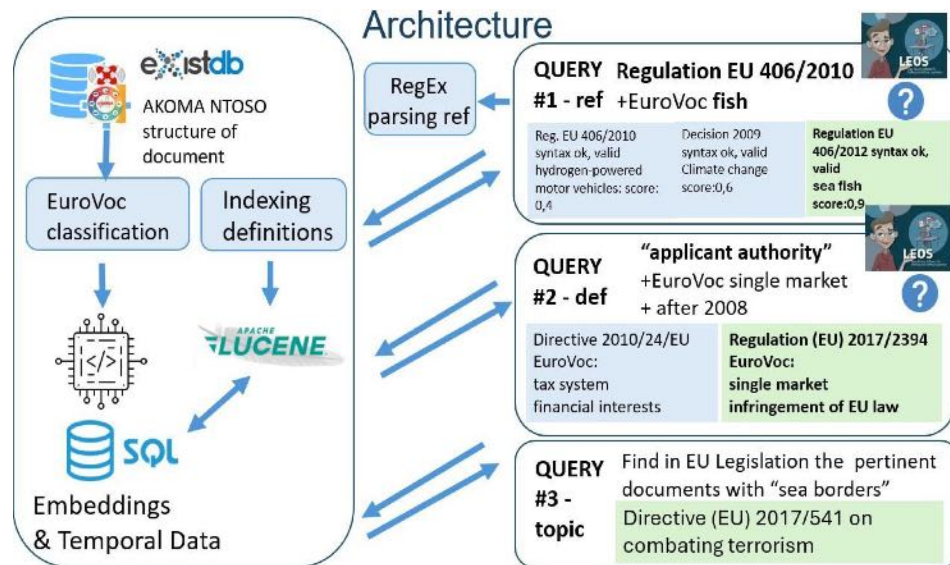 Architecture
existdb
AKOMA NTOSO
structure of
document
EuroVoc
classification
Indexing
definitions
</>
APACHE
LUCENE
SQL
Embeddings
& Temporal Data
RegEx
parsing ref
QUERY
#1 - ref
Regulation EU 406/2010
+EuroVoc fish
Reg. EU 406/2010
syntax ok, valid
hydrogen-powered
motor vehicles: score:
0,4
Decision 2009
syntax ok, valid
Climate change
score:0,6
Regulation EU
406/2012 syntax ok,
valid
sea fish
score:0,9
LEOS
?
QUERY
#2 - def
"applicant authority"
+EuroVoc single market
+ after 2008
Directive 2010/24/EU
EuroVoc:
tax system
financial interests
Regulation (EU) 2017/2394
EuroVoc:
single market
infringement of EU law
LEOS
?
QUERY
#3 -
topic
Find in EU Legislation the pertinent
documents with "sea borders"
Directive (EU) 2017/541 on
combating terrorism